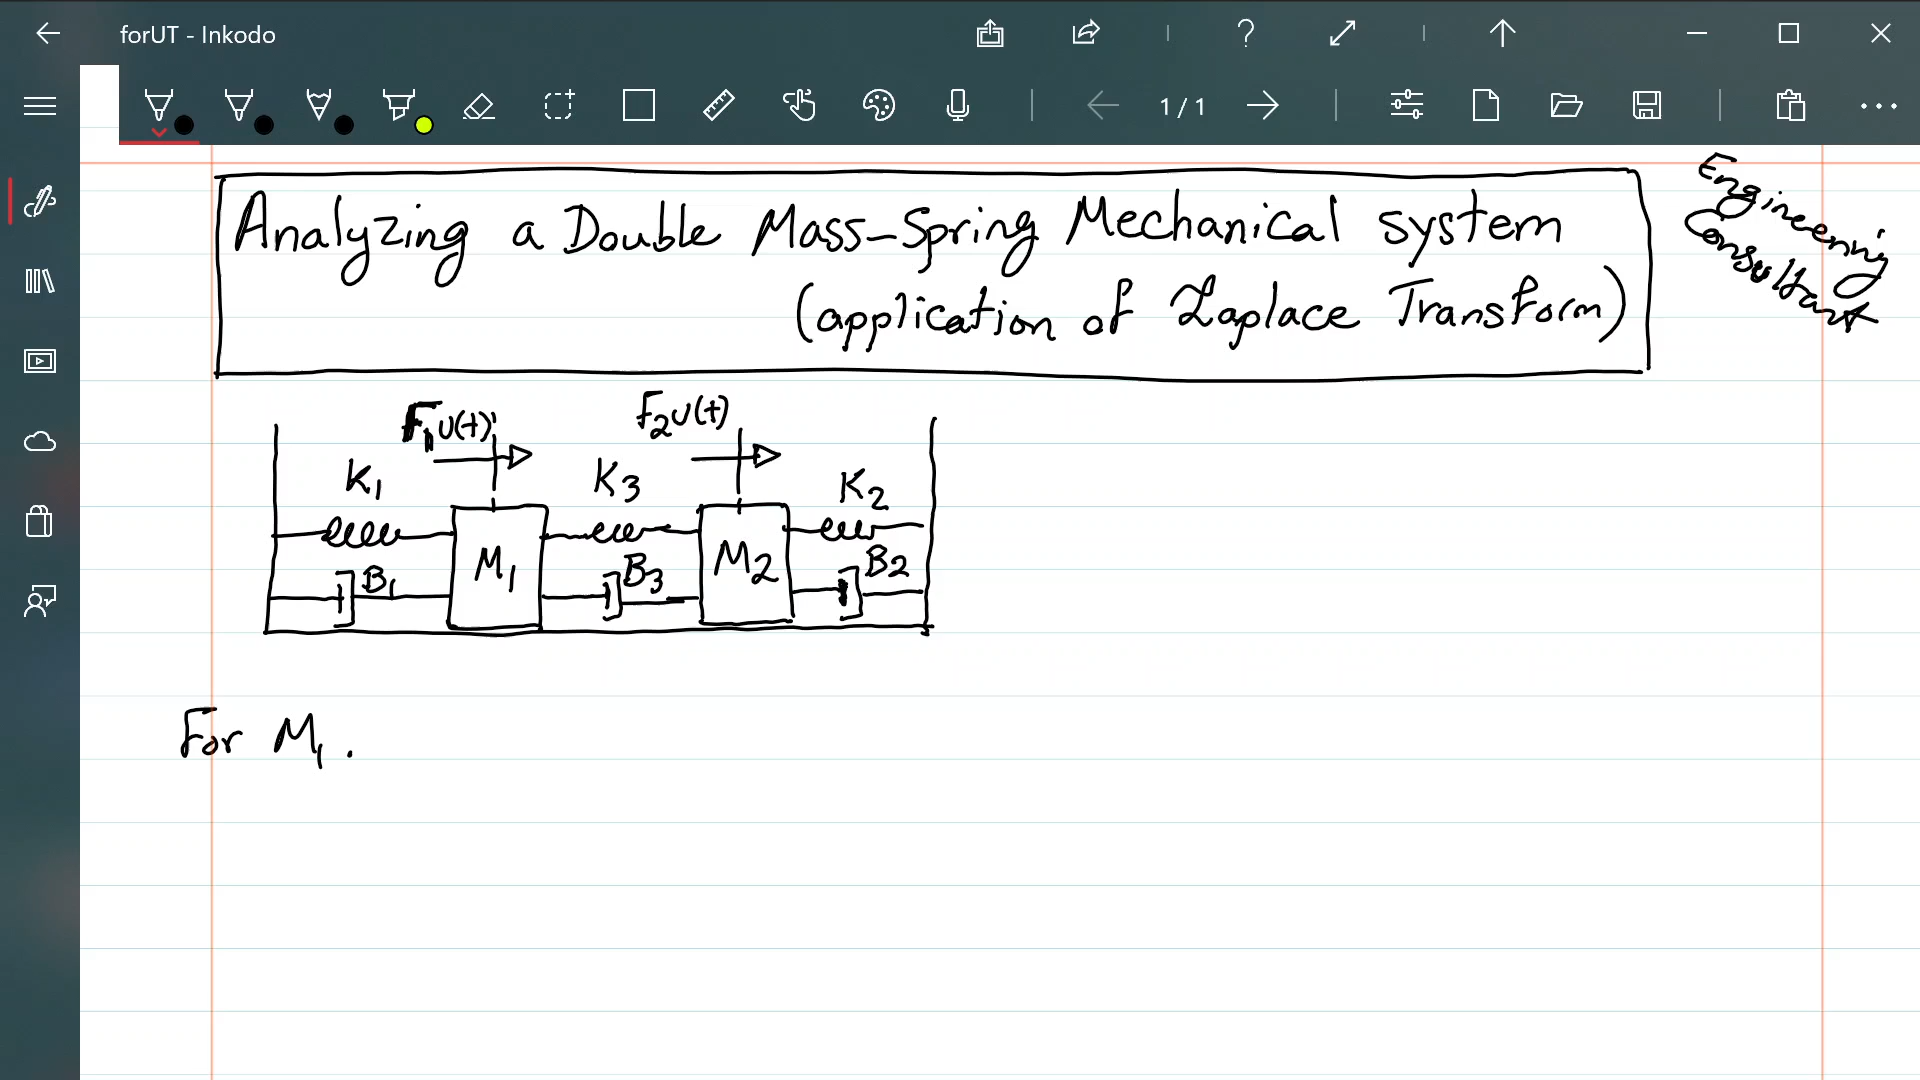 forUT - Inkodo
1 / 1
Analyzing a Double Mass-Spring Mechanical system
(application of Laplace Transform)
Engineering
Consultant
F₁u(t)
F₂u(t)
K₁
K₃
K₂
M₁
M₂
B₁
B₃
B₂
For M₁.